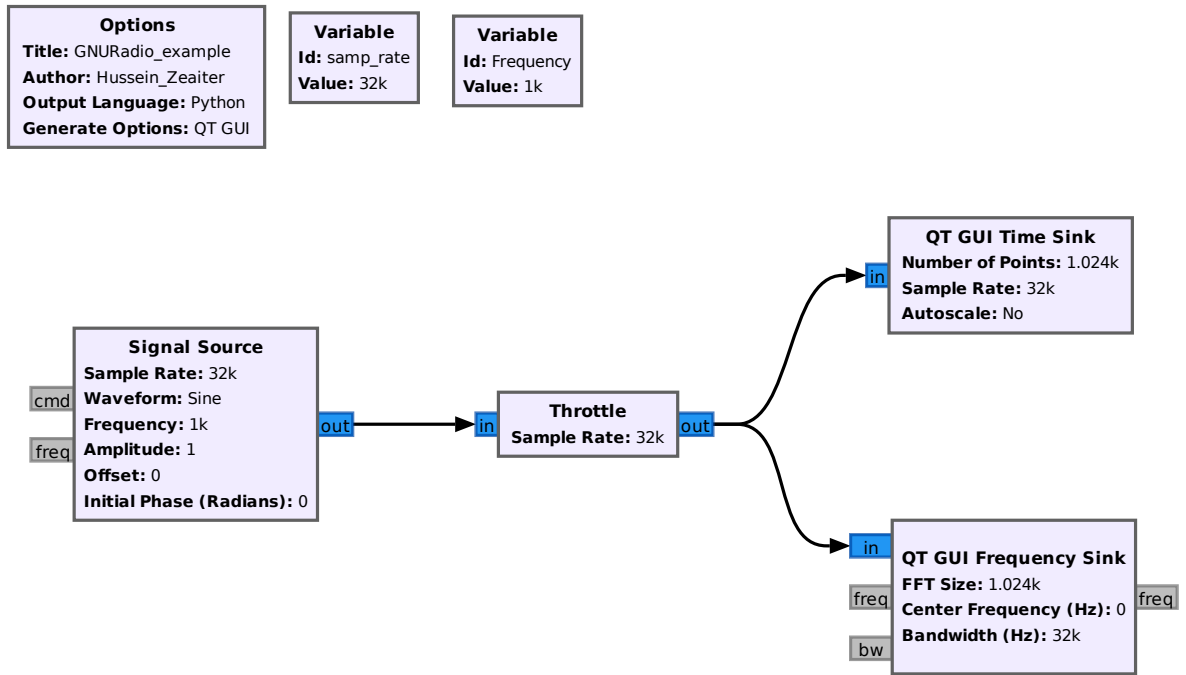 Options
Title: GNURadio_example
Author: Hussein_Zeaiter
Output Language: Python
Generate Options: QT GUI
Variable
Id: samp_rate
Value: 32k
Variable
Id: Frequency
Value: 1k
Signal Source
Sample Rate: 32k
Waveform: Sine
Frequency: 1k
Amplitude: 1
Offset: 0
Initial Phase (Radians): 0
cmd
freq
out
in
Throttle
Sample Rate: 32k
out
in
QT GUI Time Sink
Number of Points: 1.024k
Sample Rate: 32k
Autoscale: No
in
freq
bw
QT GUI Frequency Sink
FFT Size: 1.024k
Center Frequency (Hz): 0
Bandwidth (Hz): 32k
freq